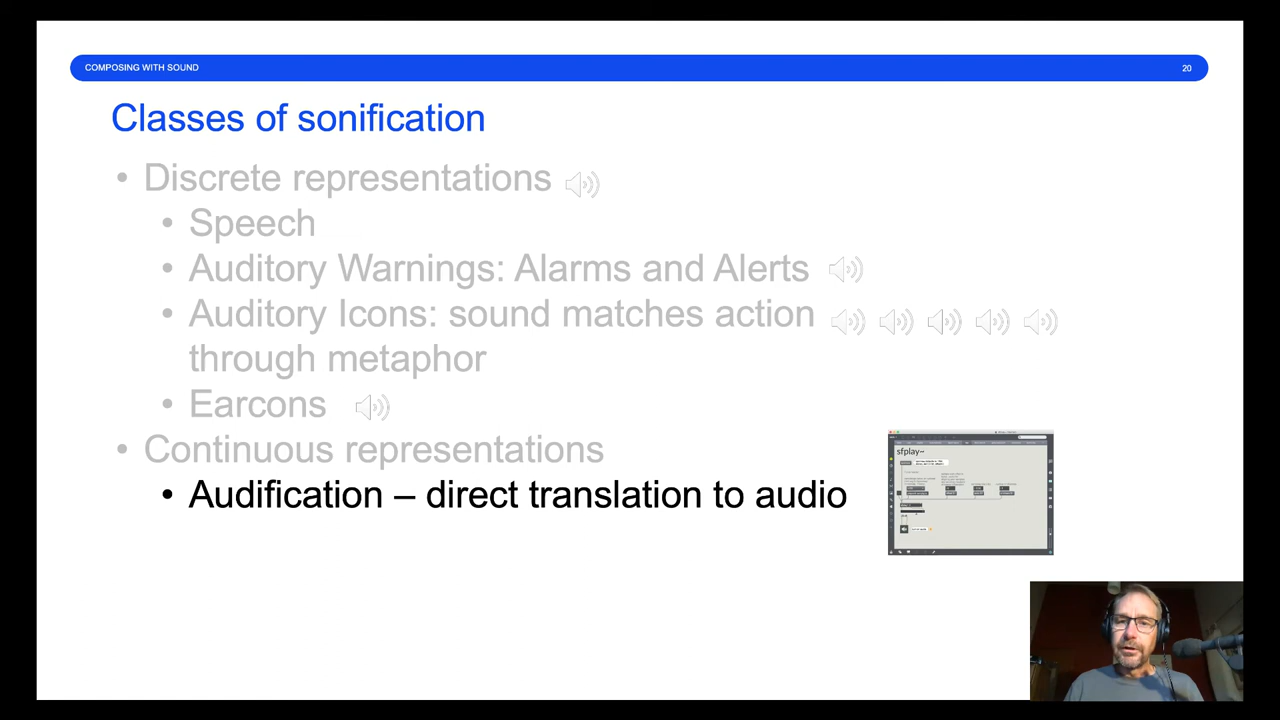 COMPOSING WITH SOUND
20
Classes of sonification
• Discrete representations
• Speech
• Auditory Warnings: Alarms and Alerts
• Auditory Icons: sound matches action
through metaphor
• Earcons
• Continuous representations
• Audification – direct translation to audio
sfplay~